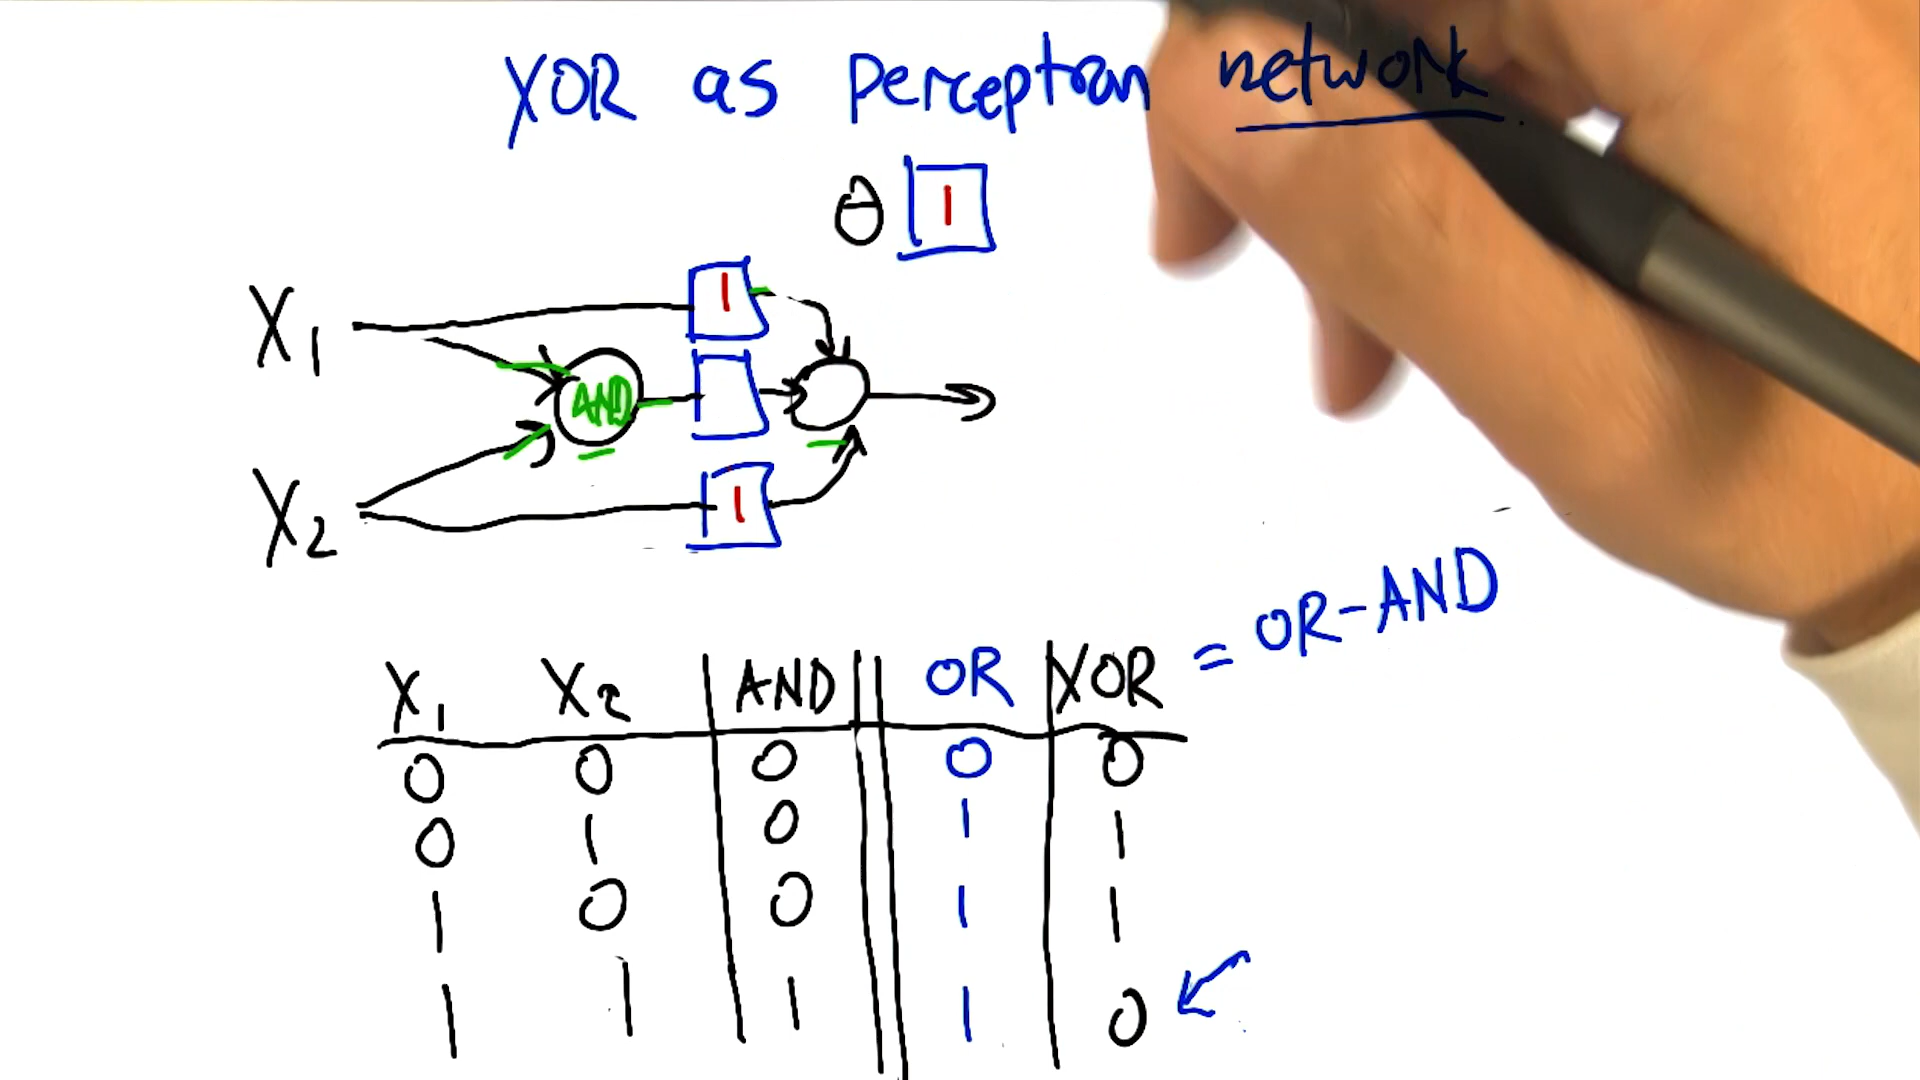 XOR as perceptron network
θ 1
X₁ 1
AND
X₂ 1
X₁ X₂ AND OR XOR = OR-AND
0 0 0 0 0
0 1 0 1 1
1 0 0 1 1
1 1 1 1 0